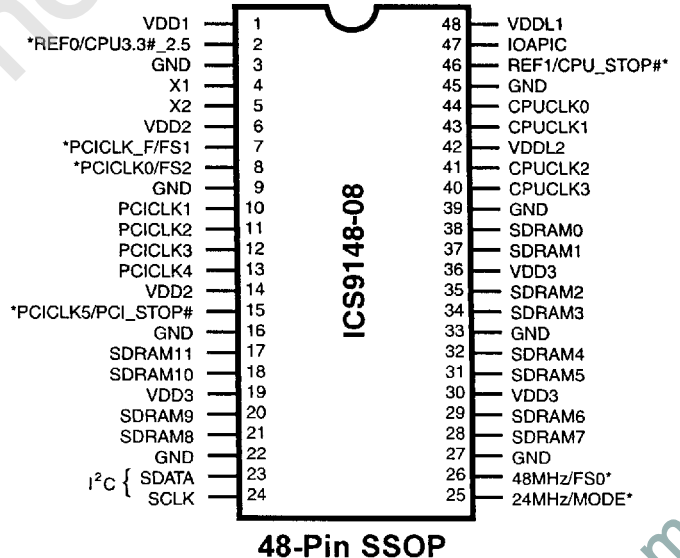 VDD1 1 48 VDDL1
*REF0/CPU3.3#_2.5 2 47 IOAPIC
GND 3 46 REF1/CPU_STOP#*
X1 4 45 GND
X2 5 44 CPUCLK0
VDD2 6 43 CPUCLK1
*PCICLK_F/FS1 7 42 VDDL2
*PCICLK0/FS2 8 41 CPUCLK2
GND 9 40 CPUCLK3
PCICLK1 10 39 GND
PCICLK2 11 38 SDRAM0
PCICLK3 12 37 SDRAM1
PCICLK4 13 36 VDD3
VDD2 14 35 SDRAM2
*PCICLK5/PCI_STOP# 15 34 SDRAM3
GND 16 33 GND
SDRAM11 17 32 SDRAM4
SDRAM10 18 31 SDRAM5
VDD3 19 30 VDD3
SDRAM9 20 29 SDRAM6
SDRAM8 21 28 SDRAM7
GND 22 27 GND
I²C { SDATA 23 26 48MHz/FS0*
SCLK 24 25 24MHz/MODE*
ICS9148-08
48-Pin SSOP